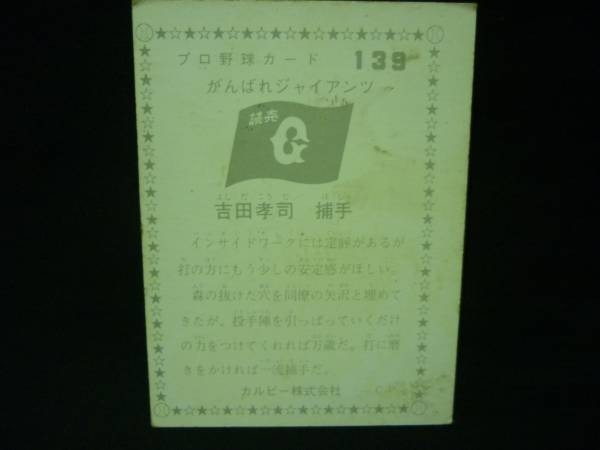 プロ野球カード 139
がんばれジャイアンツ
読売
G
吉田孝司 捕手
インサイドワークには定評があるが
打の方にもう少しの安定感がほしい。
森の抜けた穴を同僚の矢沢と埋めて
きたが、投手陣を引っぱっていくだけ
の力をつけてくれれば万歳だ。打に磨
きをかければ一流捕手だ。
カルビー株式会社